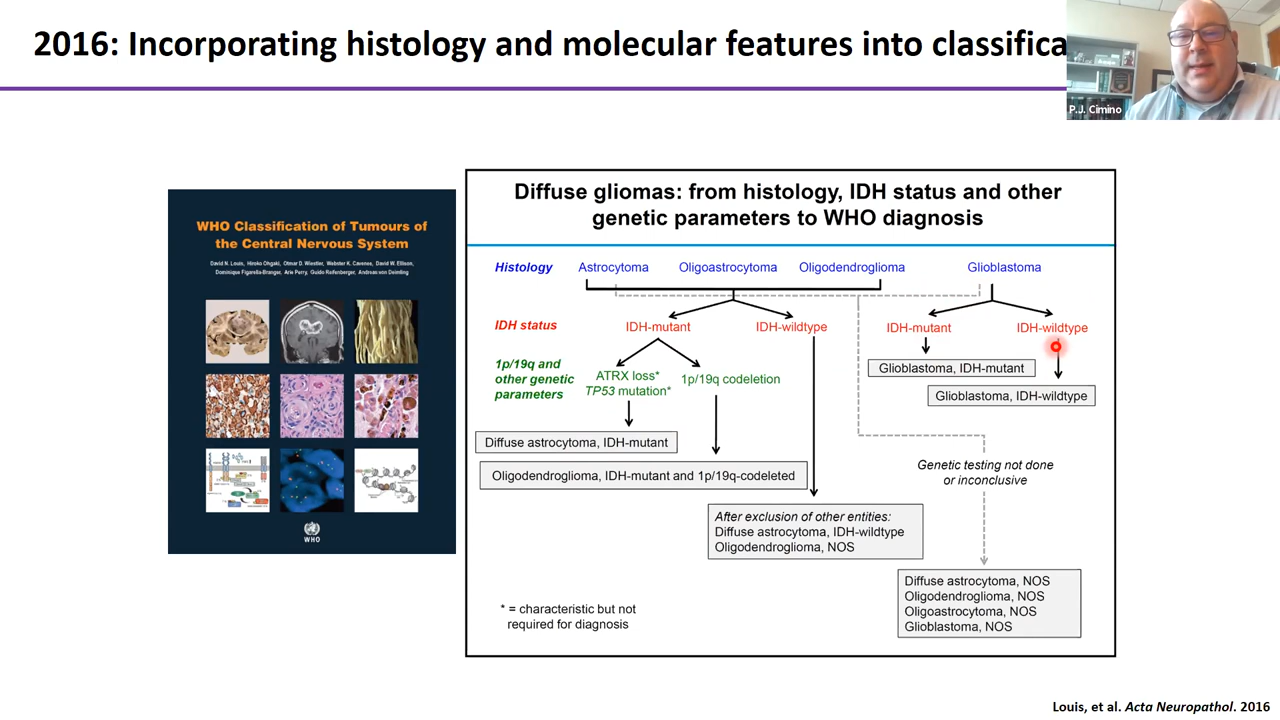 2016: Incorporating histology and molecular features into classifica
P.J. Cimino
WHO Classification of Tumours of
the Central Nervous System
David N. Louis, Hiroko Ohgaki, Otmar D. Wiestler, Webster K. Cavenee, David W. Ellison,
Dominique Figarella-Branger, Arie Perry, Guido Reifenberger, Andreas von Deimling
WHO
Diffuse gliomas: from histology, IDH status and other
genetic parameters to WHO diagnosis
Histology Astrocytoma Oligoastrocytoma Oligodendroglioma Glioblastoma
IDH status IDH-mutant IDH-wildtype IDH-mutant IDH-wildtype
1p/19q and
other genetic
parameters
ATRX loss*
TP53 mutation*
1p/19q codeletion
Glioblastoma, IDH-mutant
Glioblastoma, IDH-wildtype
Diffuse astrocytoma, IDH-mutant
Oligodendroglioma, IDH-mutant and 1p/19q-codeleted
Genetic testing not done
or inconclusive
After exclusion of other entities:
Diffuse astrocytoma, IDH-wildtype
Oligodendroglioma, NOS
Diffuse astrocytoma, NOS
Oligodendroglioma, NOS
Oligoastrocytoma, NOS
Glioblastoma, NOS
* = characteristic but not
required for diagnosis
Louis, et al. Acta Neuropathol. 2016